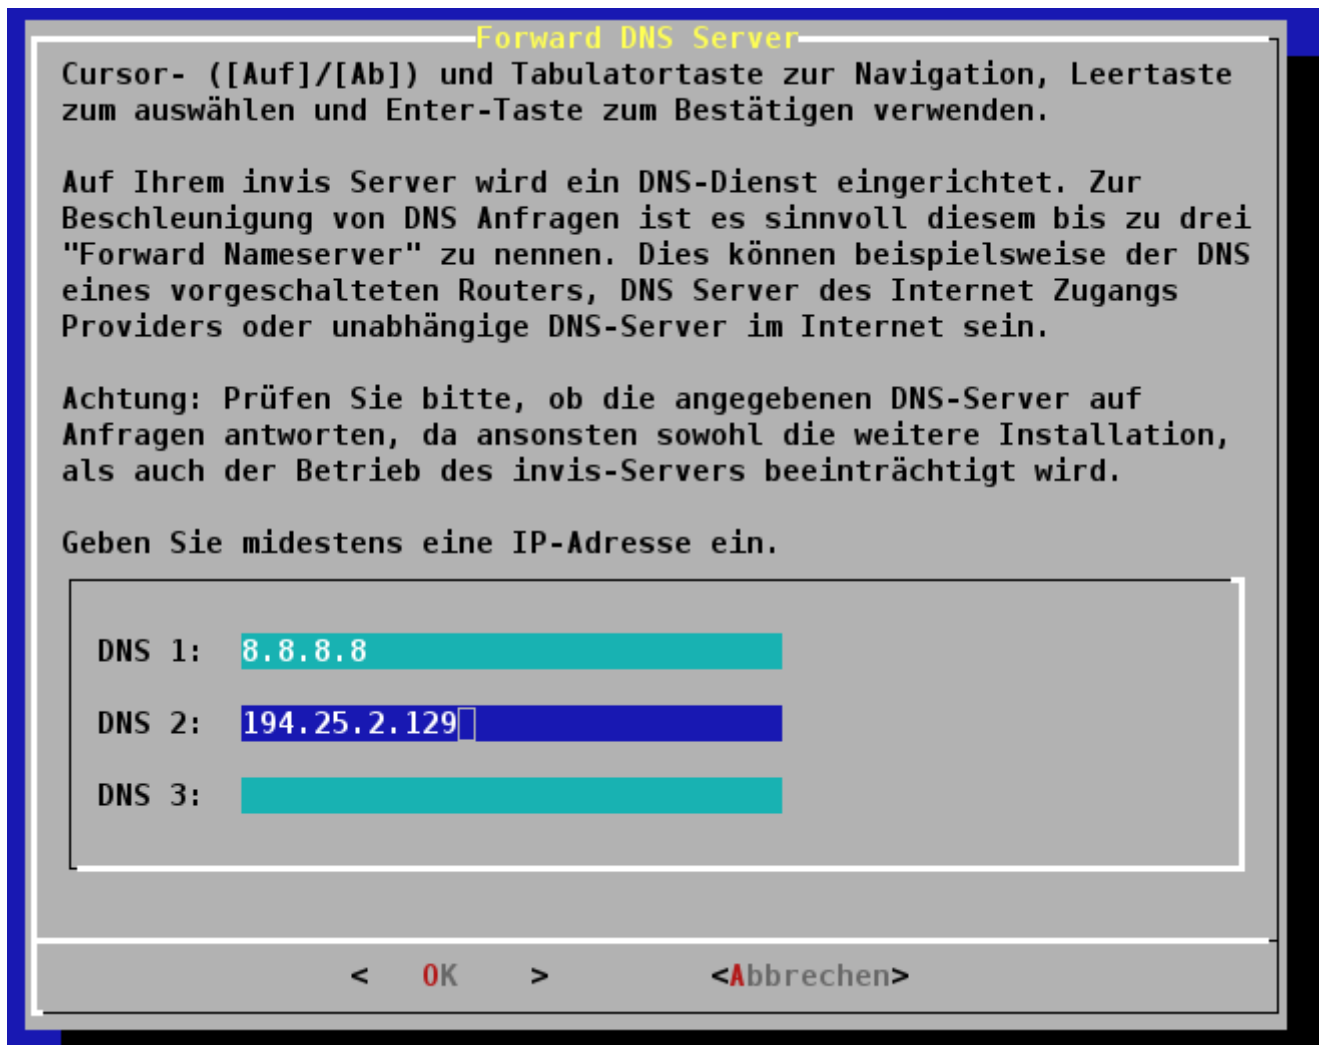 Forward DNS Server
Cursor- ([Auf]/[Ab]) und Tabulatortaste zur Navigation, Leertaste
zum auswählen und Enter-Taste zum Bestätigen verwenden.
Auf Ihrem invis Server wird ein DNS-Dienst eingerichtet. Zur
Beschleunigung von DNS Anfragen ist es sinnvoll diesem bis zu drei
"Forward Nameserver" zu nennen. Dies können beispielsweise der DNS
eines vorgeschalteten Routers, DNS Server des Internet Zugangs
Providers oder unabhängige DNS-Server im Internet sein.
Achtung: Prüfen Sie bitte, ob die angegebenen DNS-Server auf
Anfragen antworten, da ansonsten sowohl die weitere Installation,
als auch der Betrieb des invis-Servers beeinträchtigt wird.
Geben Sie midestens eine IP-Adresse ein.
DNS 1: 8.8.8.8
DNS 2: 194.25.2.129
DNS 3:
< OK > <Abbrechen>